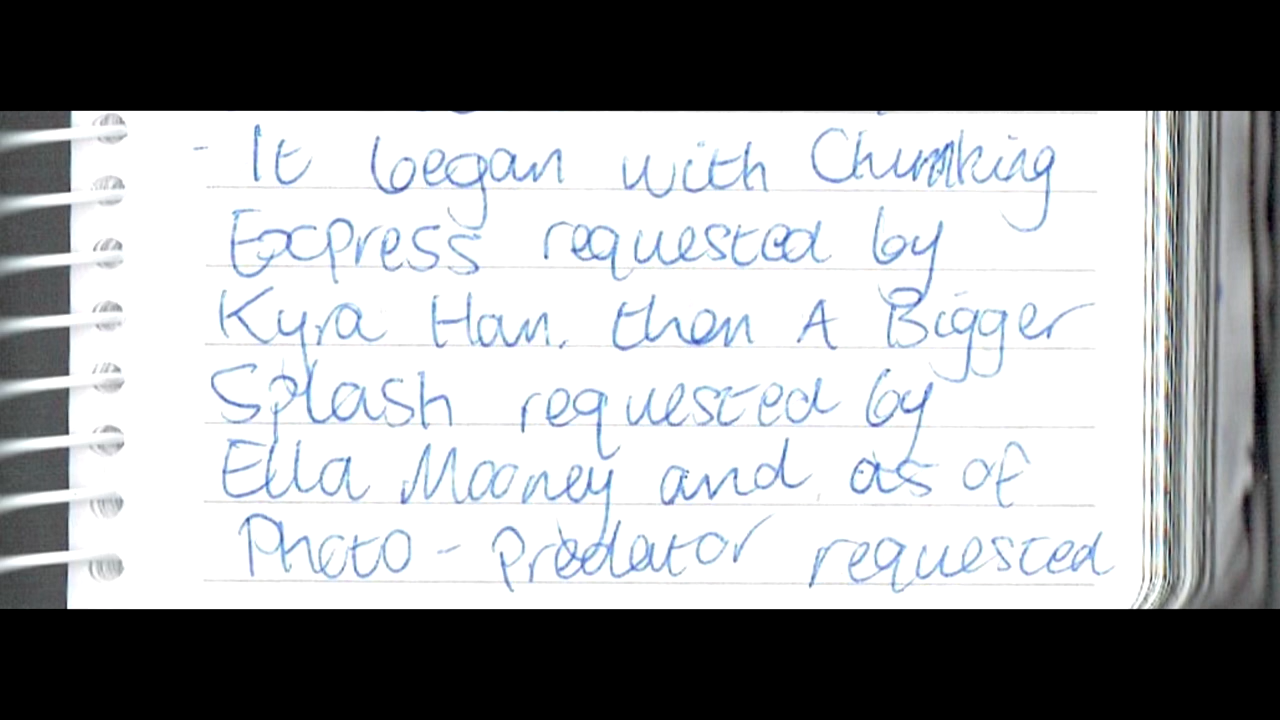 - It began with Chunking
Express requested by
Kyra Han. then A Bigger
Splash requested by
Ella Mooney and as of
Photo - Predator requested